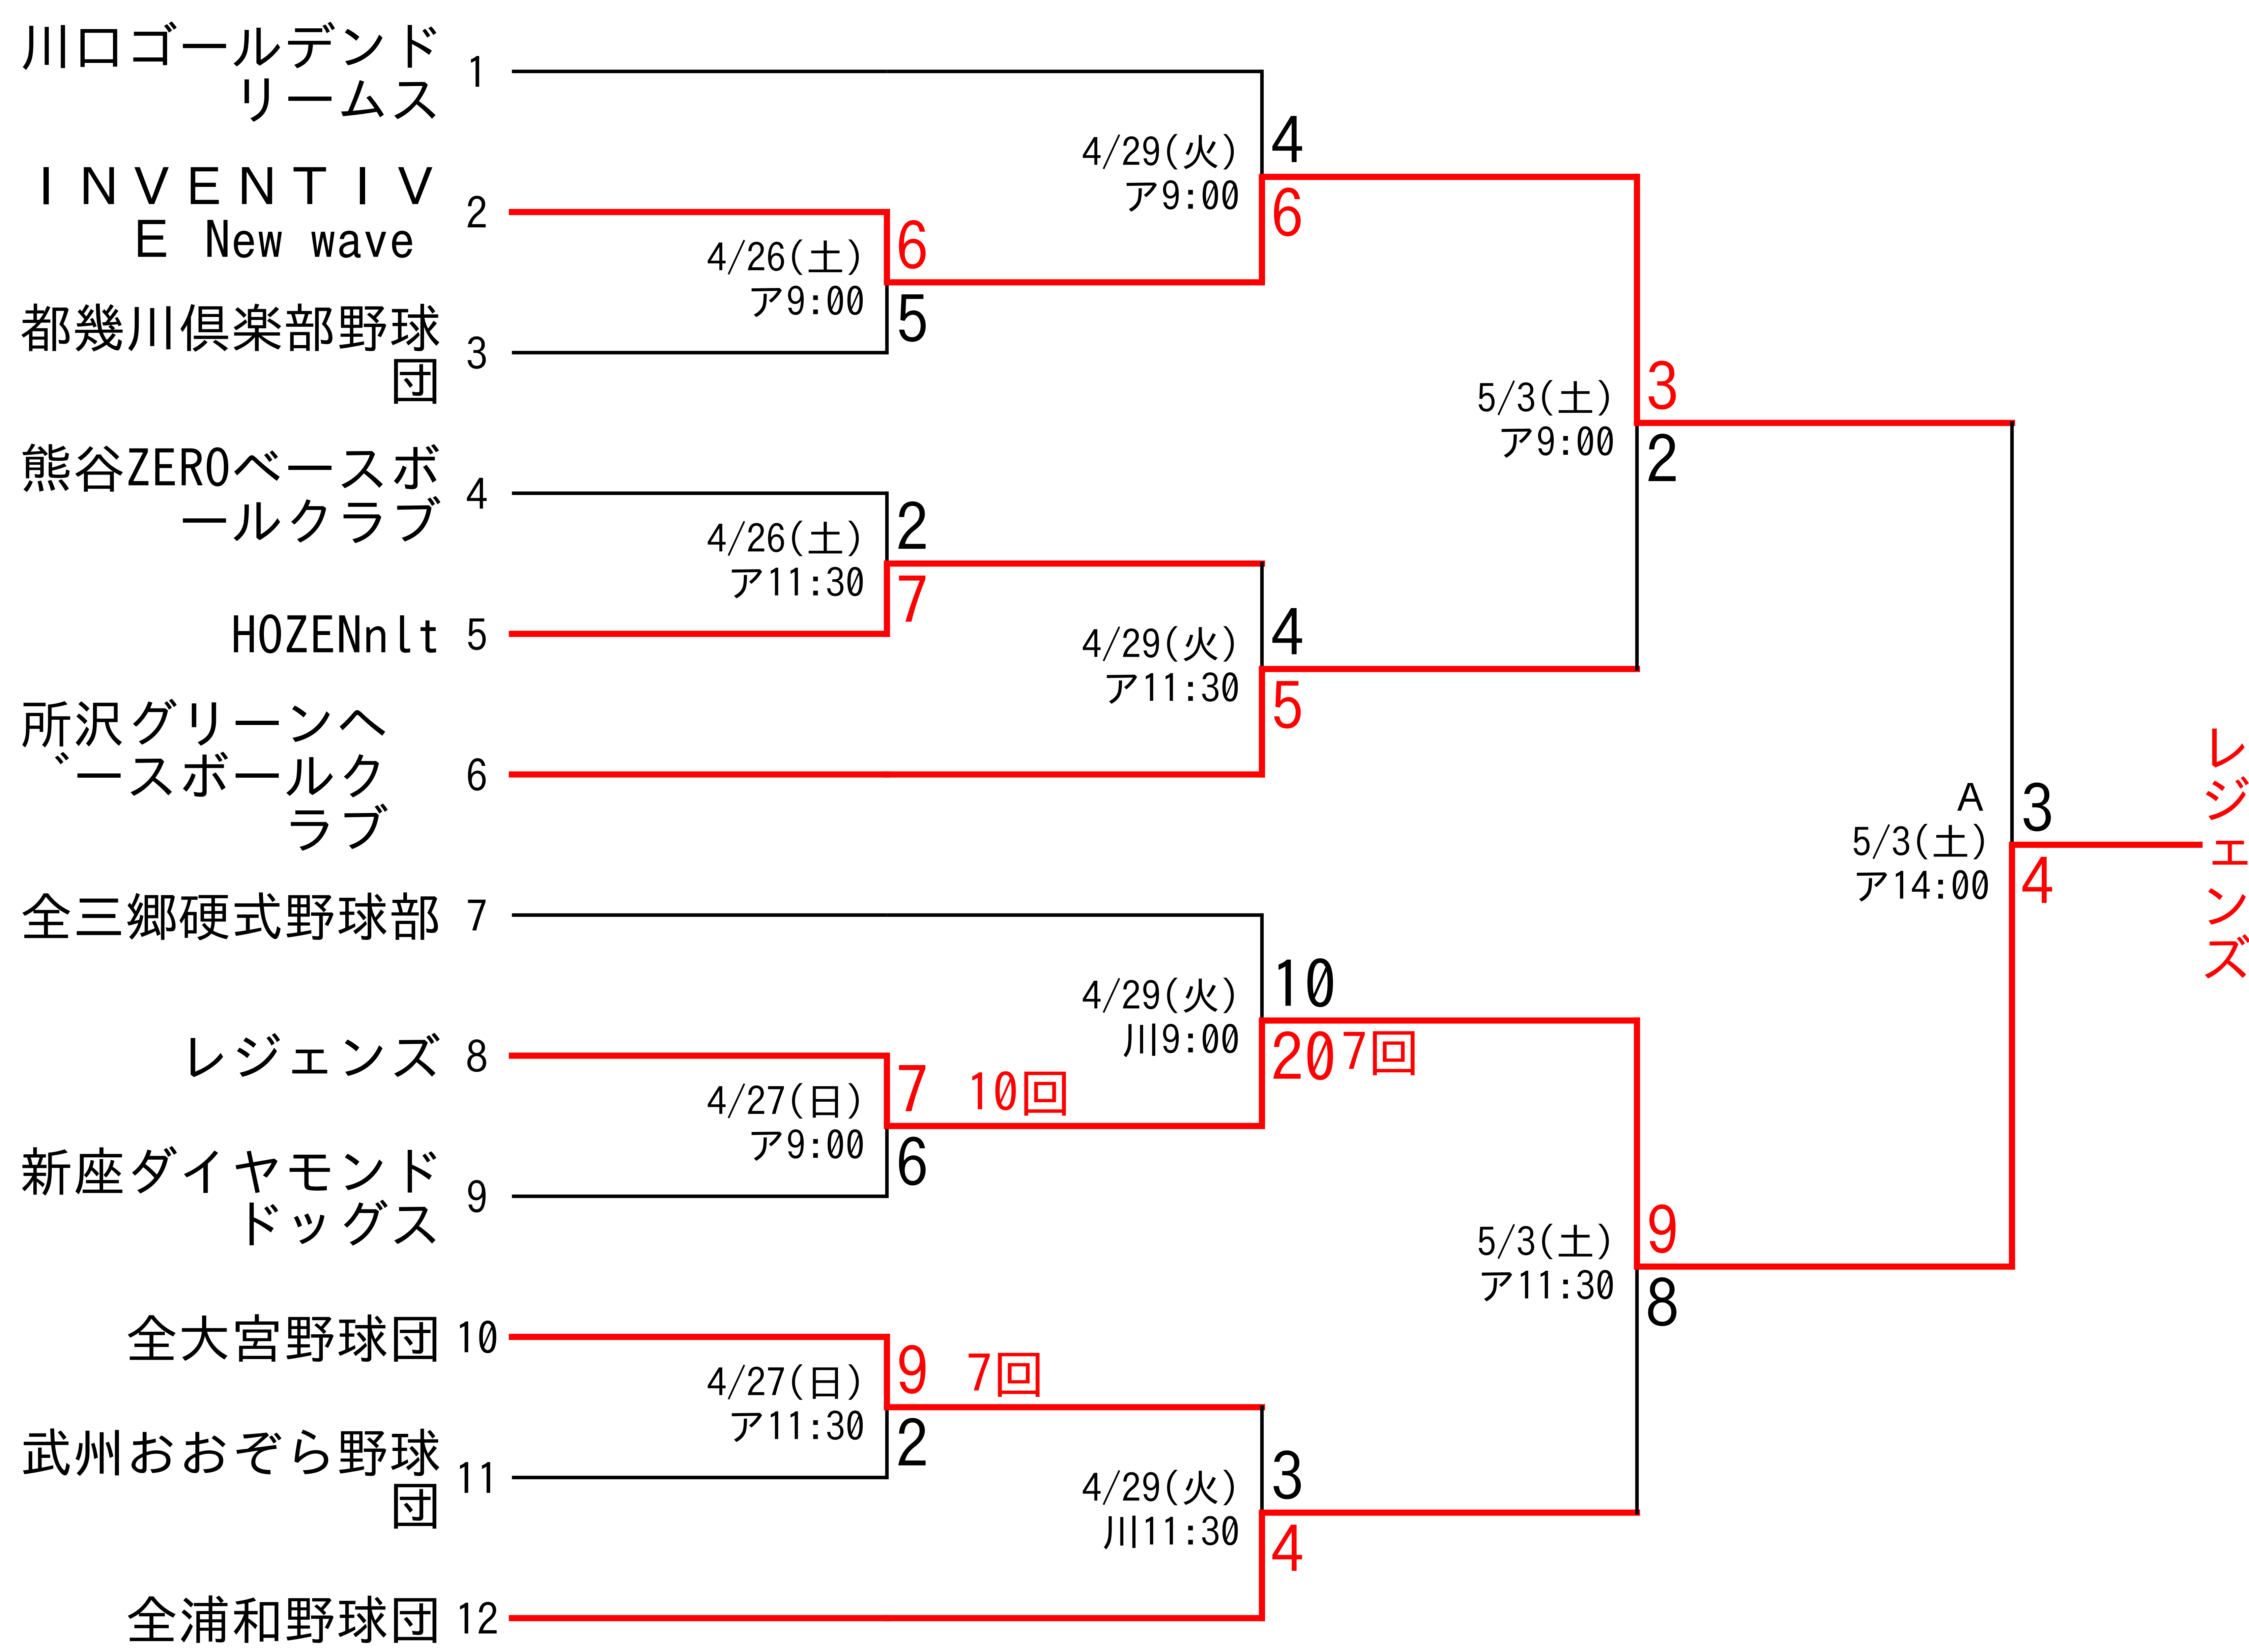 川口ゴールデンド
リームス
1
ＩＮＶＥＮＴＩＶ
Ｅ New wave
2
都幾川倶楽部野球
団
3
熊谷ZEROベースボ
ールクラブ
4
HOZENnlt
5
所沢グリーンヘ
゛ースボールク
ラブ
6
全三郷硬式野球部
7
レジェンズ
8
新座ダイヤモンド
ドッグス
9
全大宮野球団
10
武州おおぞら野球
団
11
全浦和野球団
12
4/26(土)
ア9:00
6
5
4/26(土)
ア11:30
2
7
4/27(日)
ア9:00
7 10回
6
4/27(日)
ア11:30
9 7回
2
4/29(火)
ア9:00
4
6
4/29(火)
ア11:30
4
5
4/29(火)
川9:00
10
20 7回
4/29(火)
川11:30
3
4
5/3(土)
ア9:00
3
2
5/3(土)
ア11:30
9
8
A
5/3(土)
ア14:00
3
4
レジェンズ